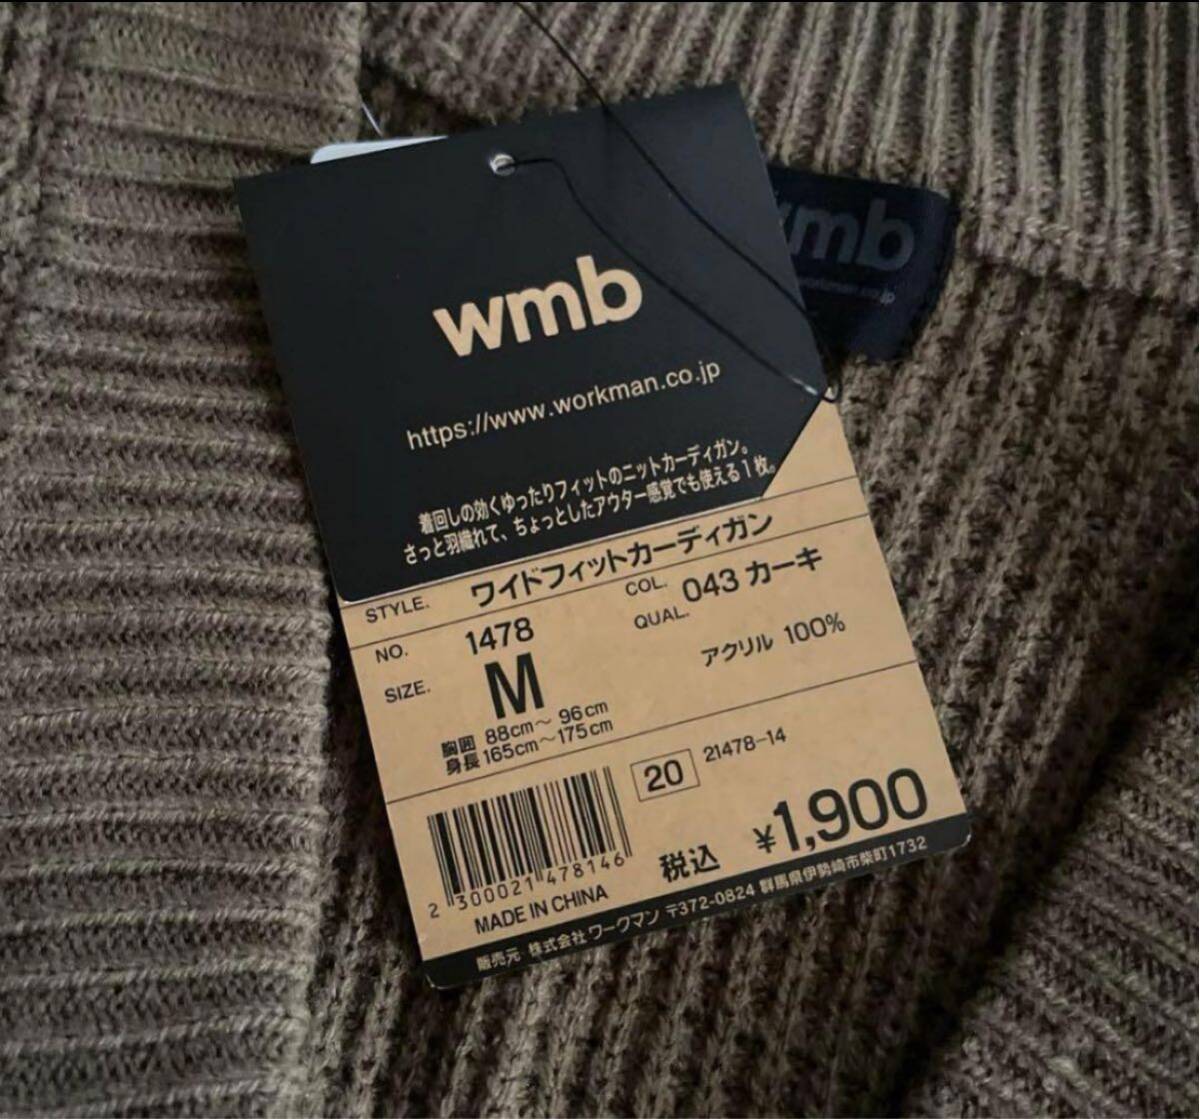 wmb
https://www.workman.co.jp
着回しの効くゆったりフィットのニットカーディガン。
さっと羽織れて、ちょっとしたアウター感覚でも使える1枚。
STYLE. ワイドフィットカーディガン
NO. 1478
COL. 043 カーキ
SIZE. M
QUAL. アクリル 100%
胸囲 88cm～ 96cm
身長 165cm～175cm
20 21478-14
2 300021 478146
MADE IN CHINA
税込 ¥1,900
販売元 株式会社ワークマン 〒372-0824 群馬県伊勢崎市柴町1732
wmb